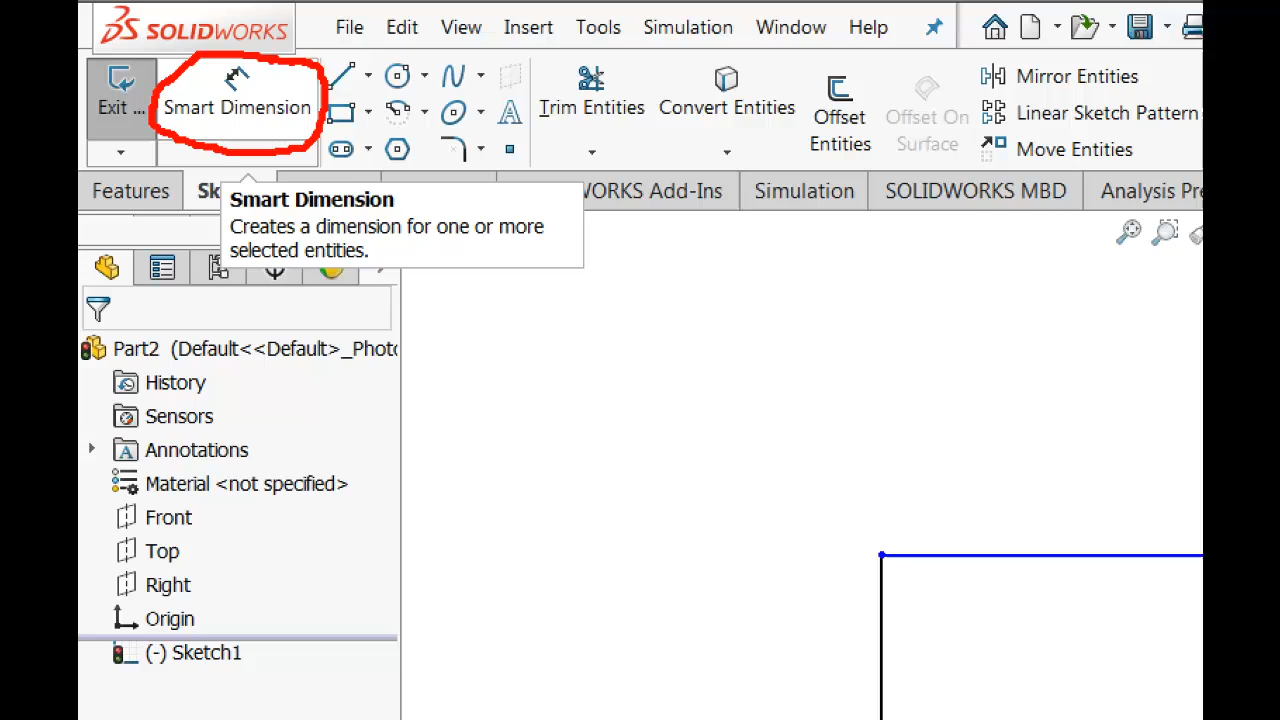 SOLIDWORKS File Edit View Insert Tools Simulation Window Help
Exit ... Smart Dimension Trim Entities Convert Entities Offset Entities Offset On Surface Mirror Entities
Linear Sketch Pattern
Move Entities
Features Sk WORKS Add-Ins Simulation SOLIDWORKS MBD Analysis Pre
Smart Dimension
Creates a dimension for one or more
selected entities.
Part2 (Default<<Default>_Photo
History
Sensors
Annotations
Material <not specified>
Front
Top
Right
Origin
(-) Sketch1